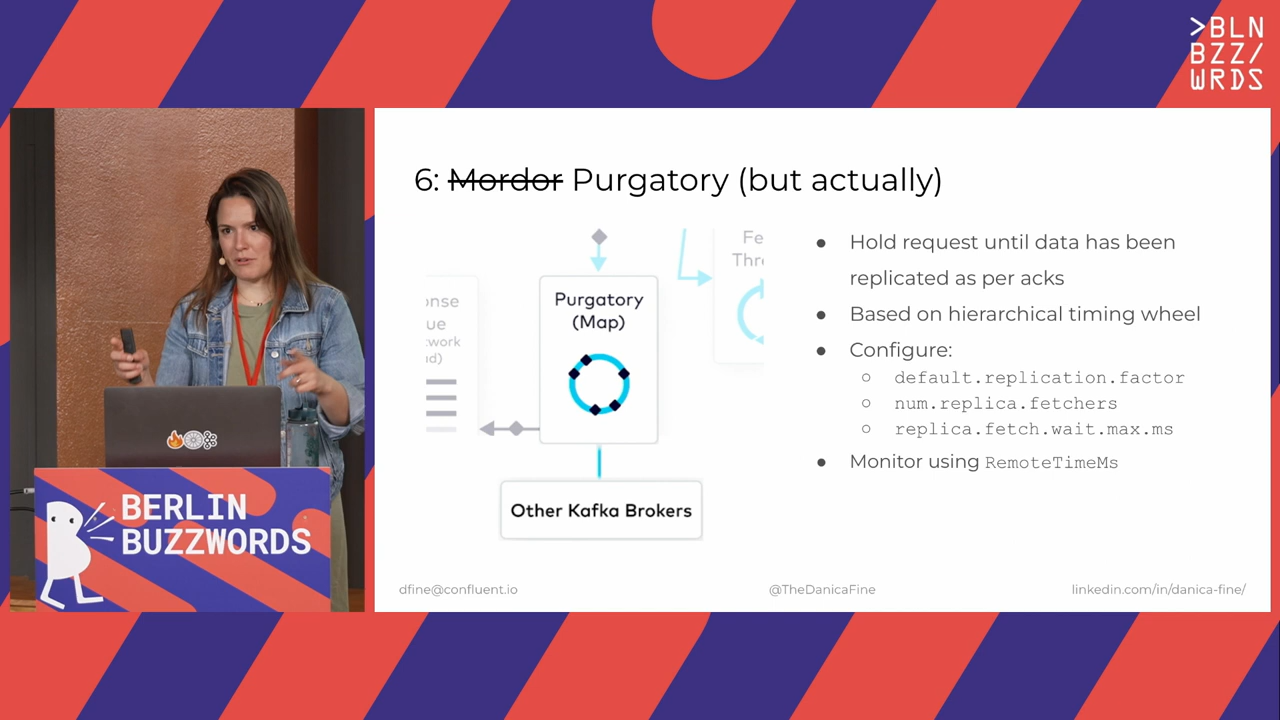 >BLN
BZZ/
WRDS
6: Mordor Purgatory (but actually)
Purgatory
(Map)
Other Kafka Brokers
● Hold request until data has been
replicated as per acks
● Based on hierarchical timing wheel
● Configure:
○ default.replication.factor
○ num.replica.fetchers
○ replica.fetch.wait.max.ms
● Monitor using RemoteTimeMs
dfine@confluent.io
@TheDanicaFine
linkedin.com/in/danica-fine/
BERLIN
BUZZWORDS